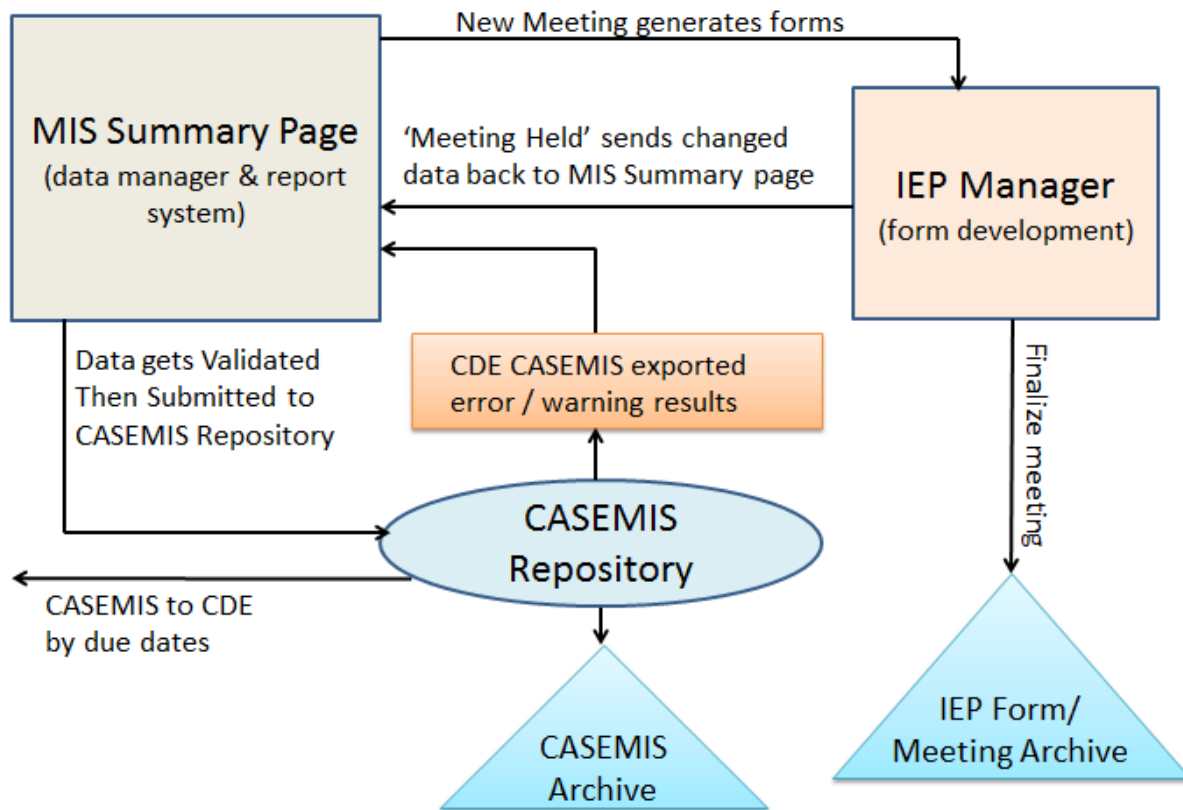 New Meeting generates forms
MIS Summary Page
(data manager & report
system)
‘Meeting Held’ sends changed
data back to MIS Summary page
IEP Manager
(form development)
Data gets Validated
Then Submitted to
CASEMIS Repository
CDE CASEMIS exported
error / warning results
Finalize meeting
CASEMIS
Repository
CASEMIS to CDE
by due dates
CASEMIS
Archive
IEP Form/
Meeting Archive